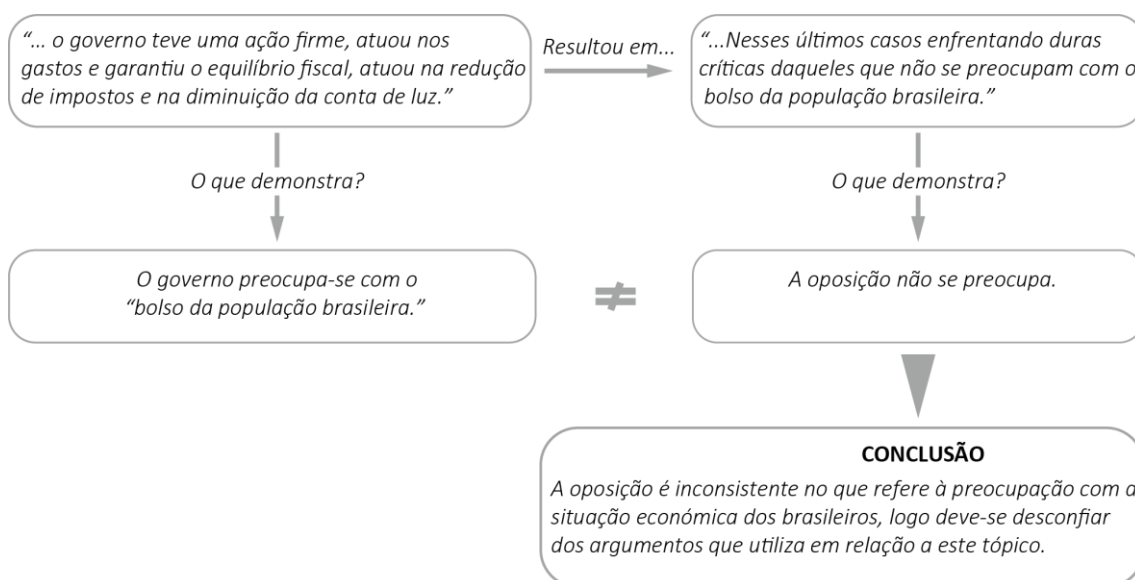 “... o governo teve uma ação firme, atuou nos
gastos e garantiu o equilíbrio fiscal, atuou na redução
de impostos e na diminuição da conta de luz.”
Resultou em...
“...Nesses últimos casos enfrentando duras
críticas daqueles que não se preocupam com o
bolso da população brasileira.”
O que demonstra?
O que demonstra?
O governo preocupa-se com o
“bolso da população brasileira.”
≠
A oposição não se preocupa.
CONCLUSÃO
A oposição é inconsistente no que refere à preocupação com a
situação económica dos brasileiros, logo deve-se desconfiar
dos argumentos que utiliza em relação a este tópico.